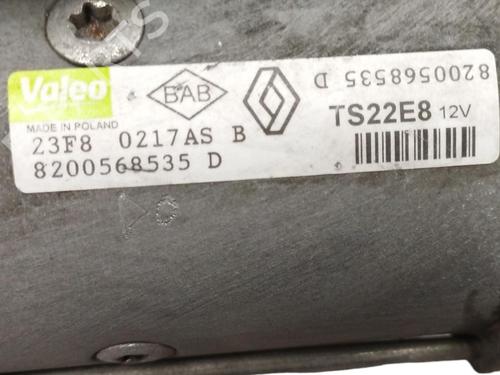 Valeo
BAB
8200568535 D
MADE IN POLAND
TS22E8 12V
23F8 0217AS B
8200568535 D